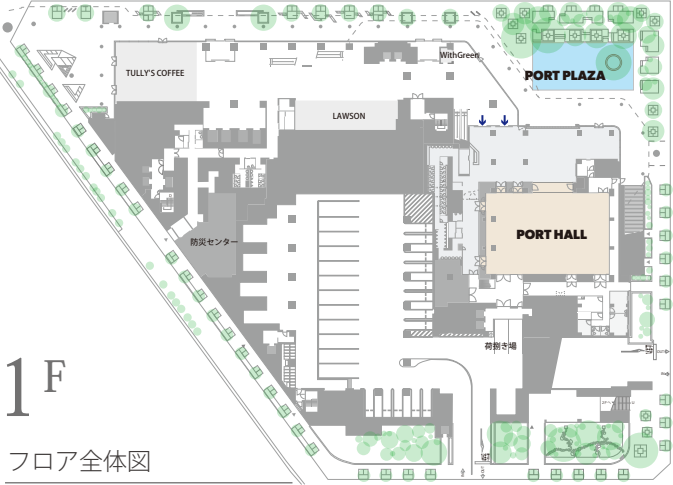 WithGreen
TULLY'S COFFEE
PORT PLAZA
LAWSON
PORT HALL
防災センター
荷捌き場
1F
フロア全体図